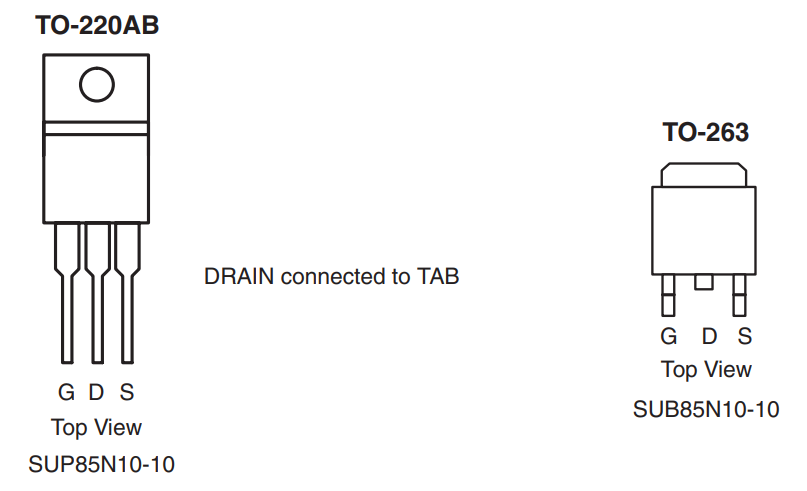 TO-220AB
G D S
Top View
SUP85N10-10
DRAIN connected to TAB
TO-263
G D S
Top View
SUB85N10-10